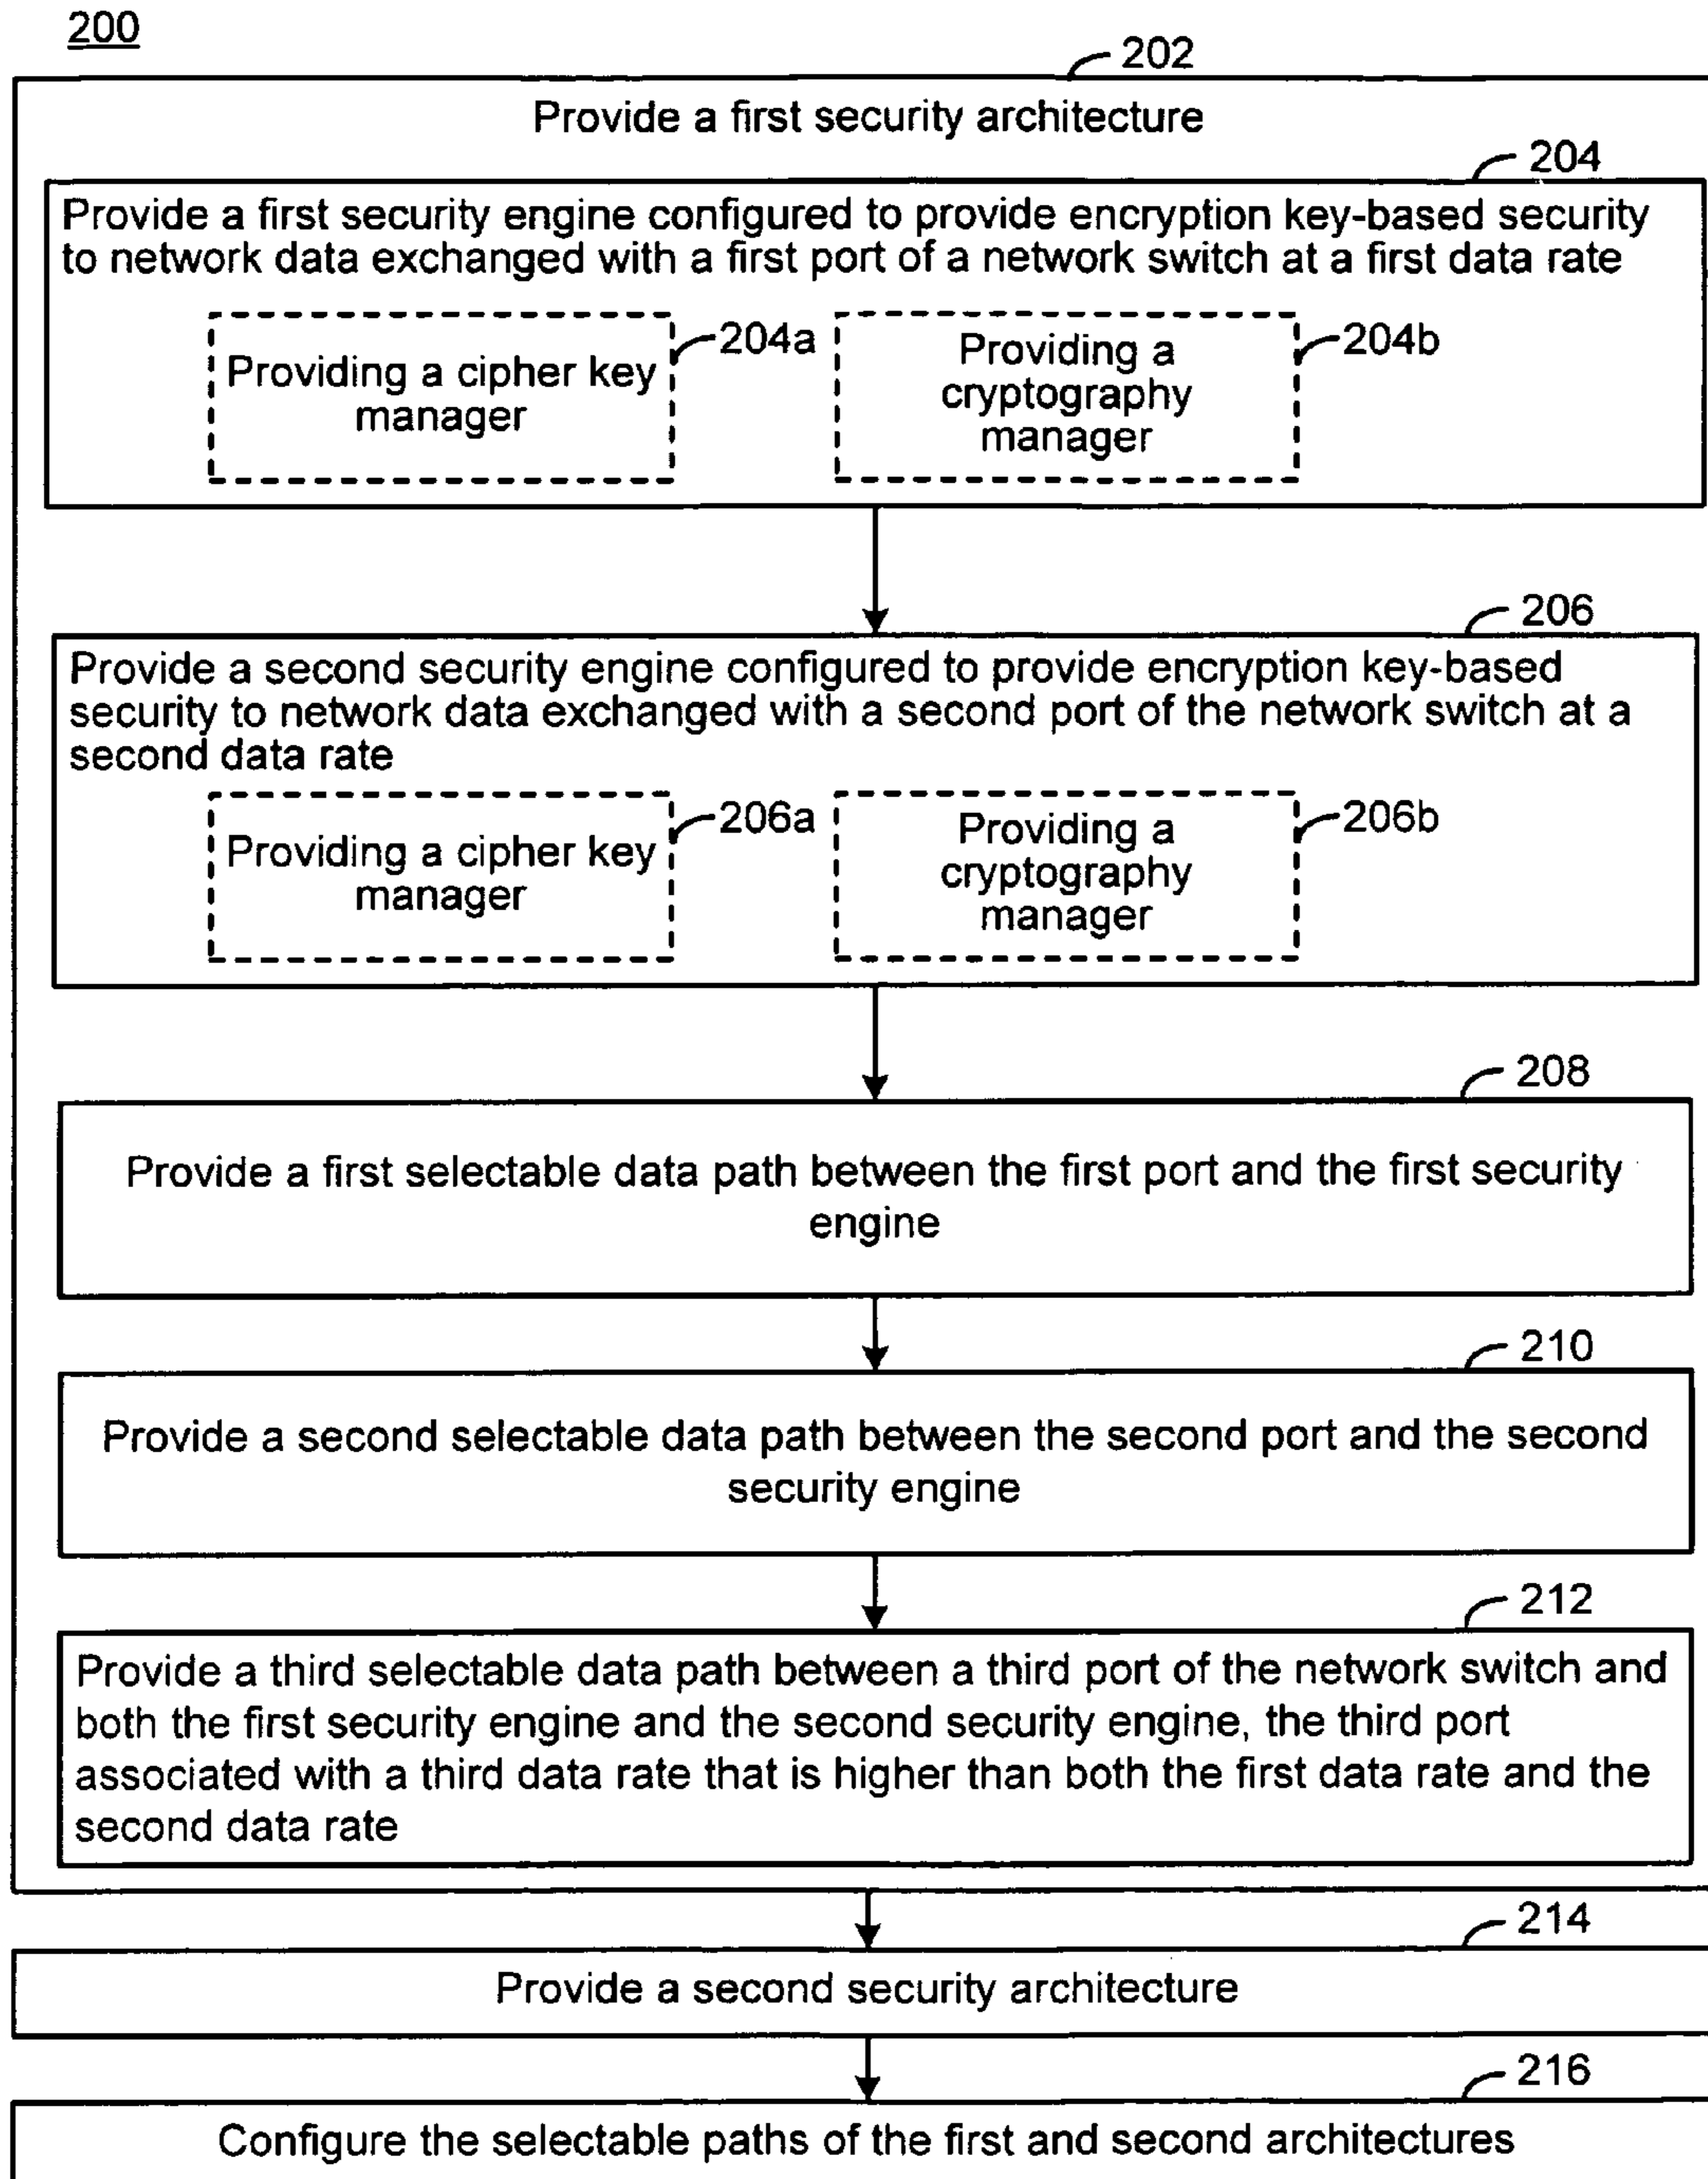 200
202
Provide a first security architecture
204
Provide a first security engine configured to provide encryption key-based security
to network data exchanged with a first port of a network switch at a first data rate
204a
Providing a cipher key
manager
204b
Providing a
cryptography
manager
206
Provide a second security engine configured to provide encryption key-based
security to network data exchanged with a second port of the network switch at a
second data rate
206a
Providing a cipher key
manager
206b
Providing a
cryptography
manager
208
Provide a first selectable data path between the first port and the first security
engine
210
Provide a second selectable data path between the second port and the second
security engine
212
Provide a third selectable data path between a third port of the network switch and
both the first security engine and the second security engine, the third port
associated with a third data rate that is higher than both the first data rate and the
second data rate
214
Provide a second security architecture
216
Configure the selectable paths of the first and second architectures